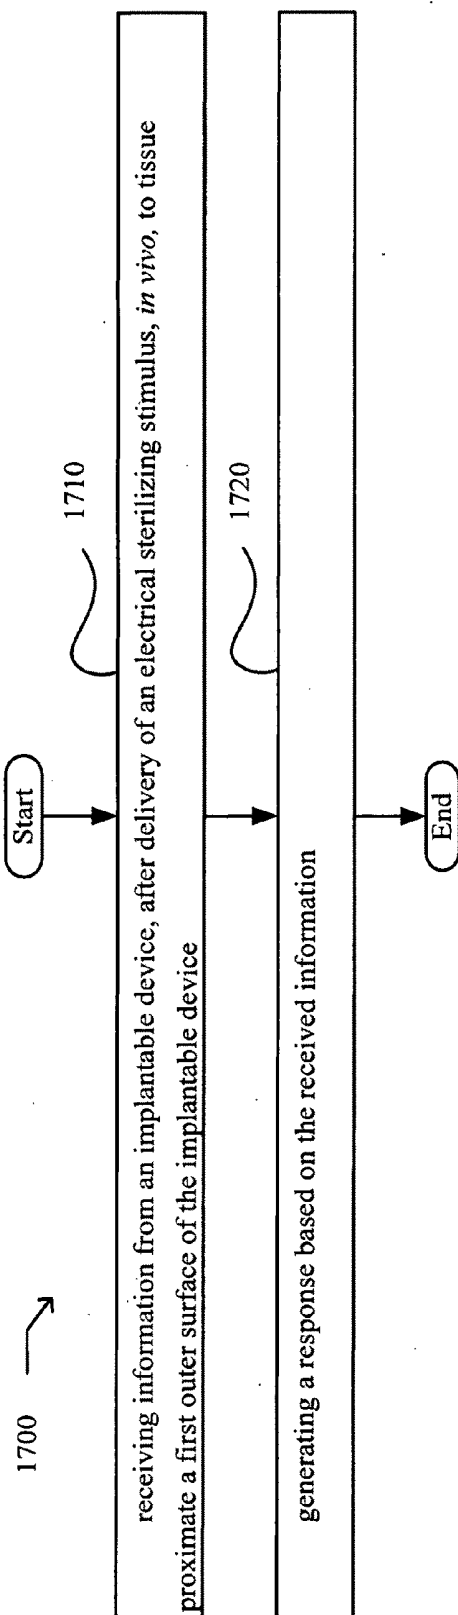 1700
Start
1710
receiving information from an implantable device, after delivery of an electrical sterilizing stimulus, in vivo, to tissue
proximate a first outer surface of the implantable device
1720
generating a response based on the received information
End